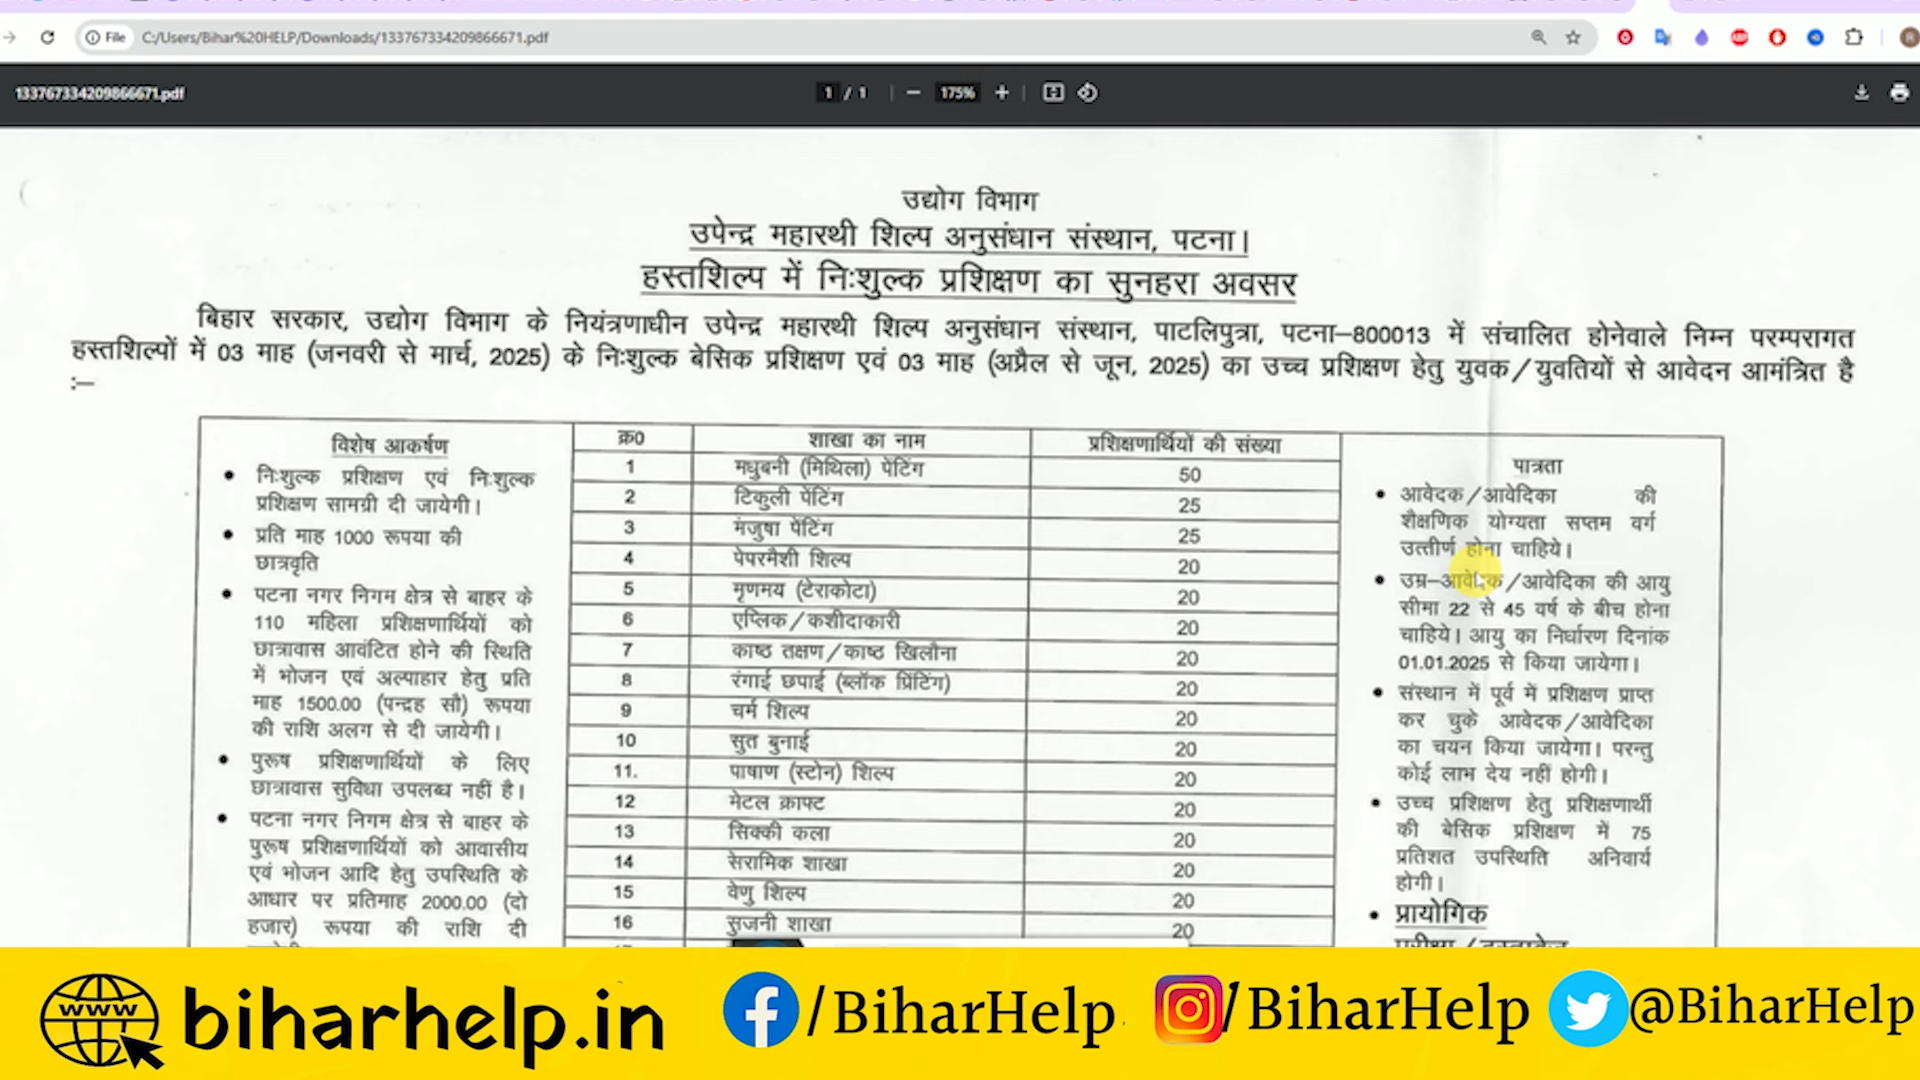 File
C:/Users/Bihar%20HELP/Downloads/133767334209866671.pdf
133767334209866671.pdf
1 / 1
175%
उद्योग विभाग
उपेन्द्र महारथी शिल्प अनुसंधान संस्थान, पटना।
हस्तशिल्प में निःशुल्क प्रशिक्षण का सुनहरा अवसर
बिहार सरकार, उद्योग विभाग के नियंत्रणाधीन उपेन्द्र महारथी शिल्प अनुसंधान संस्थान, पाटलिपुत्रा, पटना–800013 में संचालित होनेवाले निम्न परम्परागत
हस्तशिल्पों में 03 माह (जनवरी से मार्च, 2025) के निःशुल्क बेसिक प्रशिक्षण एवं 03 माह (अप्रैल से जून, 2025) का उच्च प्रशिक्षण हेतु युवक/युवतियों से आवेदन आमंत्रित है
:–
विशेष आकर्षण
• निःशुल्क प्रशिक्षण एवं निःशुल्क
प्रशिक्षण सामग्री दी जायेगी।
• प्रति माह 1000 रूपया की
छात्रवृति
• पटना नगर निगम क्षेत्र से बाहर के
110 महिला प्रशिक्षणार्थियों को
छात्रावास आवंटित होने की स्थिति
में भोजन एवं अल्पाहार हेतु प्रति
माह 1500.00 (पन्द्रह सौ) रूपया
की राशि अलग से दी जायेगी।
• पुरूष प्रशिक्षणार्थियों के लिए
छात्रावास सुविधा उपलब्ध नहीं है।
• पटना नगर निगम क्षेत्र से बाहर के
पुरूष प्रशिक्षणार्थियों को आवासीय
एवं भोजन आदि हेतु उपस्थिति के
आधार पर प्रतिमाह 2000.00 (दो
हजार) रूपया की राशि दी
क्र0 शाखा का नाम प्रशिक्षणार्थियों की संख्या
1 मधुबनी (मिथिला) पेंटिंग 50
2 टिकुली पेंटिंग 25
3 मंजुषा पेंटिंग 25
4 पेपरमैशी शिल्प 20
5 मृणमय (टेराकोटा) 20
6 एप्लिक/कशीदाकारी 20
7 काष्ठ तक्षण/काष्ठ खिलौना 20
8 रंगाई छपाई (ब्लॉक प्रिंटिंग) 20
9 चर्म शिल्प 20
10 सुत बुनाई 20
11. पाषाण (स्टोन) शिल्प 20
12 मेटल क्राफ्ट 20
13 सिक्की कला 20
14 सेरामिक शाखा 20
15 वेणु शिल्प 20
16 सुजनी शाखा 20
पात्रता
• आवेदक/आवेदिका की
शैक्षणिक योग्यता सप्तम वर्ग
उत्तीर्ण होना चाहिये।
• उम्र–आवेदक/आवेदिका की आयु
सीमा 22 से 45 वर्ष के बीच होना
चाहिये। आयु का निर्धारण दिनांक
01.01.2025 से किया जायेगा।
• संस्थान में पूर्व में प्रशिक्षण प्राप्त
कर चुके आवेदक/आवेदिका
का चयन किया जायेगा। परन्तु
कोई लाभ देय नहीं होगी।
• उच्च प्रशिक्षण हेतु प्रशिक्षणार्थी
की बेसिक प्रशिक्षण में 75
प्रतिशत उपस्थिति अनिवार्य
होगी।
• प्रायोगिक
www biharhelp.in /BiharHelp /BiharHelp @BiharHelp